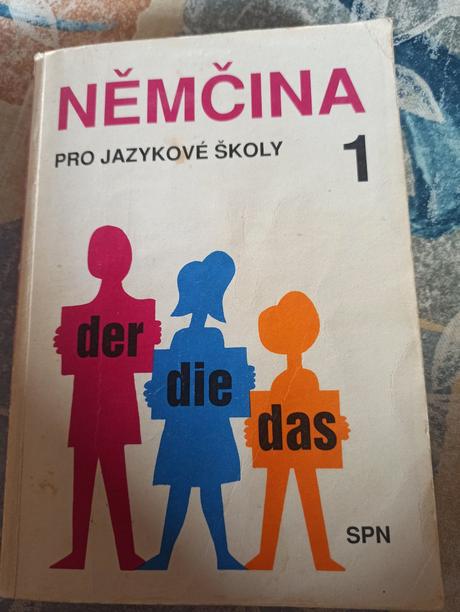 NĚMČINA
PRO JAZYKOVÉ ŠKOLY 1
der
die
das
SPN